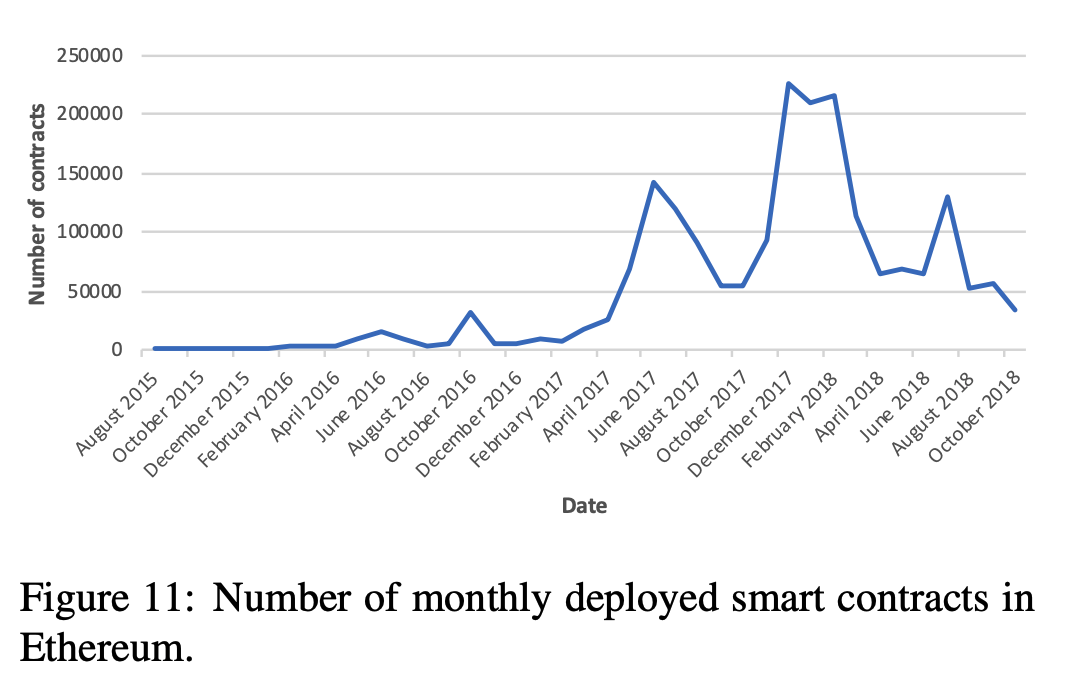 250000
200000
150000
100000
50000
0
Number of contracts
August 2015
October 2015
December 2015
February 2016
April 2016
June 2016
August 2016
October 2016
December 2016
February 2017
April 2017
June 2017
August 2017
October 2017
December 2017
February 2018
April 2018
June 2018
August 2018
October 2018
Date
Figure 11: Number of monthly deployed smart contracts in
Ethereum.